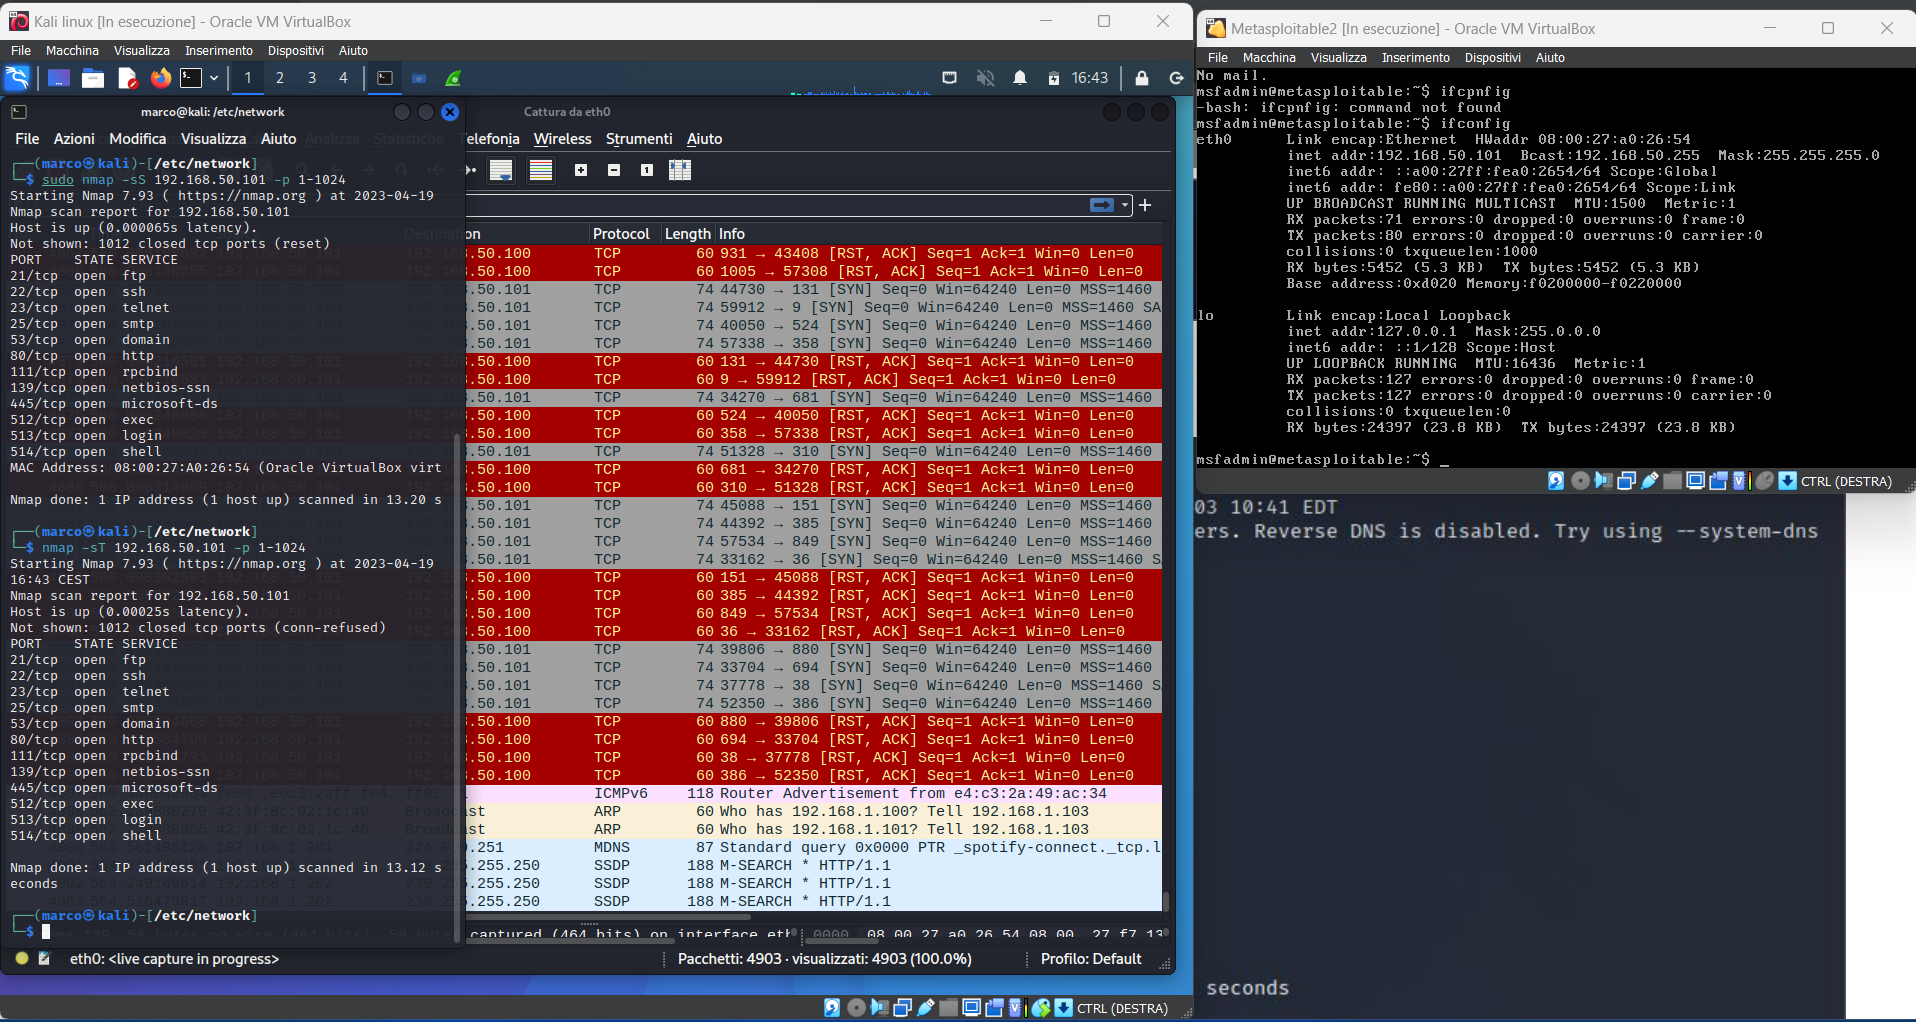 Kali linux [In esecuzione] - Oracle VM VirtualBox
File Macchina Visualizza Inserimento Dispositivi Aiuto
1 2 3 4
16:43
marco@kali: /etc/network
File Azioni Modifica Visualizza Aiuto
(marco㉿kali)-[/etc/network]
$ sudo nmap -sS 192.168.50.101 -p 1-1024
Starting Nmap 7.93 ( https://nmap.org ) at 2023-04-19
Nmap scan report for 192.168.50.101
Host is up (0.000065s latency).
Not shown: 1012 closed tcp ports (reset)
PORT STATE SERVICE
21/tcp open ftp
22/tcp open ssh
23/tcp open telnet
25/tcp open smtp
53/tcp open domain
80/tcp open http
111/tcp open rpcbind
139/tcp open netbios-ssn
445/tcp open microsoft-ds
512/tcp open exec
513/tcp open login
514/tcp open shell
MAC Address: 08:00:27:A0:26:54 (Oracle VirtualBox virt
Nmap done: 1 IP address (1 host up) scanned in 13.20 s
(marco㉿kali)-[/etc/network]
$ nmap -sT 192.168.50.101 -p 1-1024
Starting Nmap 7.93 ( https://nmap.org ) at 2023-04-19
16:43 CEST
Nmap scan report for 192.168.50.101
Host is up (0.00025s latency).
Not shown: 1012 closed tcp ports (conn-refused)
PORT STATE SERVICE
21/tcp open ftp
22/tcp open ssh
23/tcp open telnet
25/tcp open smtp
53/tcp open domain
80/tcp open http
111/tcp open rpcbind
139/tcp open netbios-ssn
445/tcp open microsoft-ds
512/tcp open exec
513/tcp open login
514/tcp open shell
Nmap done: 1 IP address (1 host up) scanned in 13.12 s
econds
(marco㉿kali)-[/etc/network]
$
Cattura da eth0
Analizza Statistiche Telefonia Wireless Strumenti Aiuto
Destination Protocol Length Info
.50.100 TCP 60 931 → 43408 [RST, ACK] Seq=1 Ack=1 Win=0 Len=0
.50.100 TCP 60 1005 → 57308 [RST, ACK] Seq=1 Ack=1 Win=0 Len=0
.50.101 TCP 74 44730 → 131 [SYN] Seq=0 Win=64240 Len=0 MSS=1460
.50.101 TCP 74 59912 → 9 [SYN] Seq=0 Win=64240 Len=0 MSS=1460 SA
.50.101 TCP 74 40050 → 524 [SYN] Seq=0 Win=64240 Len=0 MSS=1460
.50.101 TCP 74 57338 → 358 [SYN] Seq=0 Win=64240 Len=0 MSS=1460
.50.100 TCP 60 131 → 44730 [RST, ACK] Seq=1 Ack=1 Win=0 Len=0
.50.100 TCP 60 9 → 59912 [RST, ACK] Seq=1 Ack=1 Win=0 Len=0
.50.101 TCP 74 34270 → 681 [SYN] Seq=0 Win=64240 Len=0 MSS=1460
.50.100 TCP 60 524 → 40050 [RST, ACK] Seq=1 Ack=1 Win=0 Len=0
.50.100 TCP 60 358 → 57338 [RST, ACK] Seq=1 Ack=1 Win=0 Len=0
.50.101 TCP 74 51328 → 310 [SYN] Seq=0 Win=64240 Len=0 MSS=1460
.50.100 TCP 60 681 → 34270 [RST, ACK] Seq=1 Ack=1 Win=0 Len=0
.50.100 TCP 60 310 → 51328 [RST, ACK] Seq=1 Ack=1 Win=0 Len=0
.50.101 TCP 74 45088 → 151 [SYN] Seq=0 Win=64240 Len=0 MSS=1460
.50.101 TCP 74 44392 → 385 [SYN] Seq=0 Win=64240 Len=0 MSS=1460
.50.101 TCP 74 57534 → 849 [SYN] Seq=0 Win=64240 Len=0 MSS=1460
.50.101 TCP 74 33162 → 36 [SYN] Seq=0 Win=64240 Len=0 MSS=1460 S
.50.100 TCP 60 151 → 45088 [RST, ACK] Seq=1 Ack=1 Win=0 Len=0
.50.100 TCP 60 385 → 44392 [RST, ACK] Seq=1 Ack=1 Win=0 Len=0
.50.100 TCP 60 849 → 57534 [RST, ACK] Seq=1 Ack=1 Win=0 Len=0
.50.100 TCP 60 36 → 33162 [RST, ACK] Seq=1 Ack=1 Win=0 Len=0
.50.101 TCP 74 39806 → 880 [SYN] Seq=0 Win=64240 Len=0 MSS=1460
.50.101 TCP 74 33704 → 694 [SYN] Seq=0 Win=64240 Len=0 MSS=1460
.50.101 TCP 74 37778 → 38 [SYN] Seq=0 Win=64240 Len=0 MSS=1460 S
.50.101 TCP 74 52350 → 386 [SYN] Seq=0 Win=64240 Len=0 MSS=1460
.50.100 TCP 60 880 → 39806 [RST, ACK] Seq=1 Ack=1 Win=0 Len=0
.50.100 TCP 60 694 → 33704 [RST, ACK] Seq=1 Ack=1 Win=0 Len=0
.50.100 TCP 60 38 → 37778 [RST, ACK] Seq=1 Ack=1 Win=0 Len=0
.50.100 TCP 60 386 → 52350 [RST, ACK] Seq=1 Ack=1 Win=0 Len=0
ICMPv6 118 Router Advertisement from e4:c3:2a:49:ac:34
Broadcast ARP 60 Who has 192.168.1.100? Tell 192.168.1.103
Broadcast ARP 60 Who has 192.168.1.101? Tell 192.168.1.103
224.0.0.251 MDNS 87 Standard query 0x0000 PTR _spotify-connect._tcp.l
239.255.255.250 SSDP 188 M-SEARCH * HTTP/1.1
239.255.255.250 SSDP 188 M-SEARCH * HTTP/1.1
239.255.255.250 SSDP 188 M-SEARCH * HTTP/1.1
captured (464 bits) on interface eth
0000 08 00 27 a0 26 54 08 00 27 f7 13
eth0: <live capture in progress>
Pacchetti: 4903 · visualizzati: 4903 (100.0%)
Profilo: Default
CTRL (DESTRA)
Metasploitable2 [In esecuzione] - Oracle VM VirtualBox
File Macchina Visualizza Inserimento Dispositivi Aiuto
No mail.
msfadmin@metasploitable:~$ ifcpnfig
-bash: ifcpnfig: command not found
msfadmin@metasploitable:~$ ifconfig
eth0 Link encap:Ethernet HWaddr 08:00:27:a0:26:54
inet addr:192.168.50.101 Bcast:192.168.50.255 Mask:255.255.255.0
inet6 addr: ::a00:27ff:fea0:2654/64 Scope:Global
inet6 addr: fe80::a00:27ff:fea0:2654/64 Scope:Link
UP BROADCAST RUNNING MULTICAST MTU:1500 Metric:1
RX packets:71 errors:0 dropped:0 overruns:0 frame:0
TX packets:80 errors:0 dropped:0 overruns:0 carrier:0
collisions:0 txqueuelen:1000
RX bytes:5452 (5.3 KB) TX bytes:5452 (5.3 KB)
Base address:0xd020 Memory:f0200000-f0220000
lo Link encap:Local Loopback
inet addr:127.0.0.1 Mask:255.0.0.0
inet6 addr: ::1/128 Scope:Host
UP LOOPBACK RUNNING MTU:16436 Metric:1
RX packets:127 errors:0 dropped:0 overruns:0 frame:0
TX packets:127 errors:0 dropped:0 overruns:0 carrier:0
collisions:0 txqueuelen:0
RX bytes:24397 (23.8 KB) TX bytes:24397 (23.8 KB)
msfadmin@metasploitable:~$ _
CTRL (DESTRA)
03 10:41 EDT
ers. Reverse DNS is disabled. Try using --system-dns
seconds